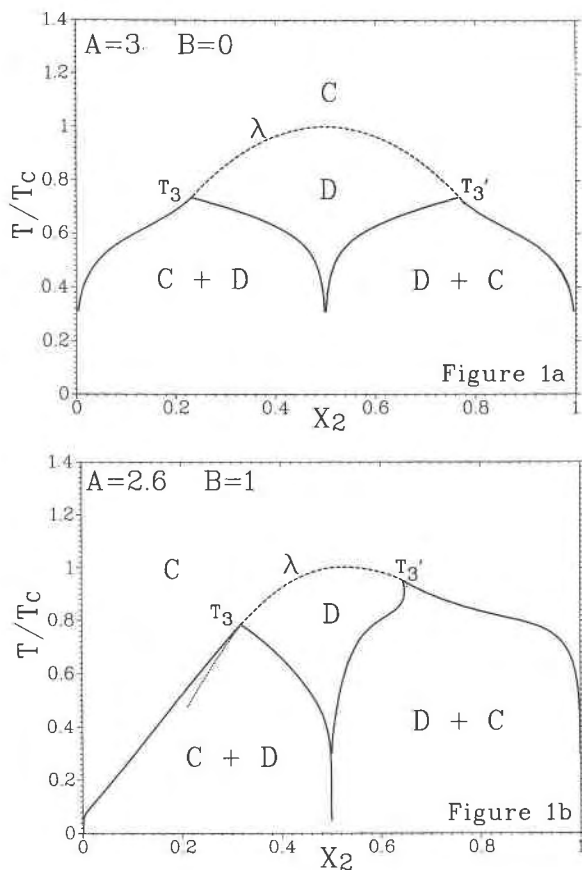 A=3 B=0
C
λ
T3
T3'
D
C + D
D + C
Figure 1a
T/Tc
1.4
1.2
1
0.8
0.6
0.4
0.2
0
0
0.2
0.4
0.6
0.8
1
X2
A=2.6 B=1
C
λ
T3'
T3
D
D + C
C + D
Figure 1b
T/Tc
1.4
1.2
1
0.8
0.6
0.4
0.2
0
0
0.2
0.4
0.6
0.8
1
X2